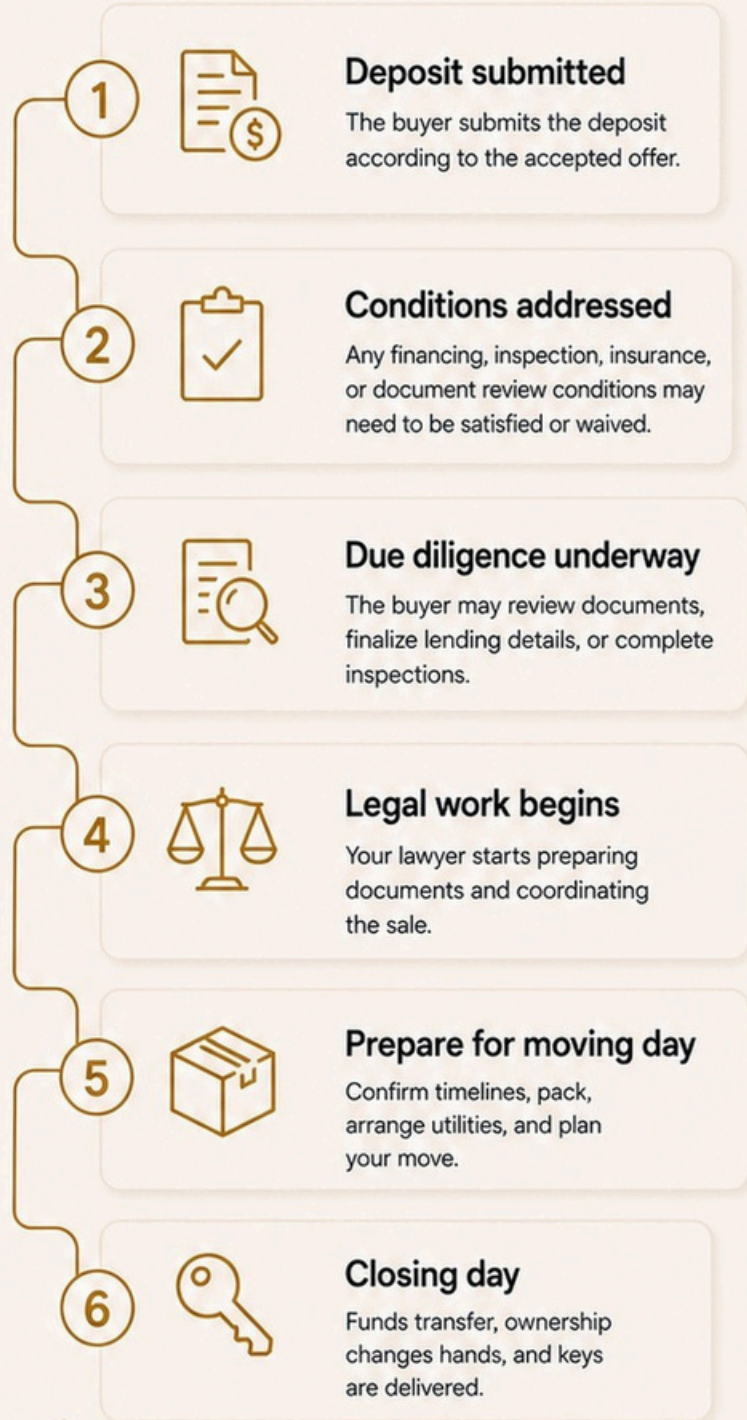 1
Deposit submitted
The buyer submits the deposit
according to the accepted offer.
2
Conditions addressed
Any financing, inspection, insurance,
or document review conditions may
need to be satisfied or waived.
3
Due diligence underway
The buyer may review documents,
finalize lending details, or complete
inspections.
4
Legal work begins
Your lawyer starts preparing
documents and coordinating
the sale.
5
Prepare for moving day
Confirm timelines, pack,
arrange utilities, and plan
your move.
6
Closing day
Funds transfer, ownership
changes hands, and keys
are delivered.